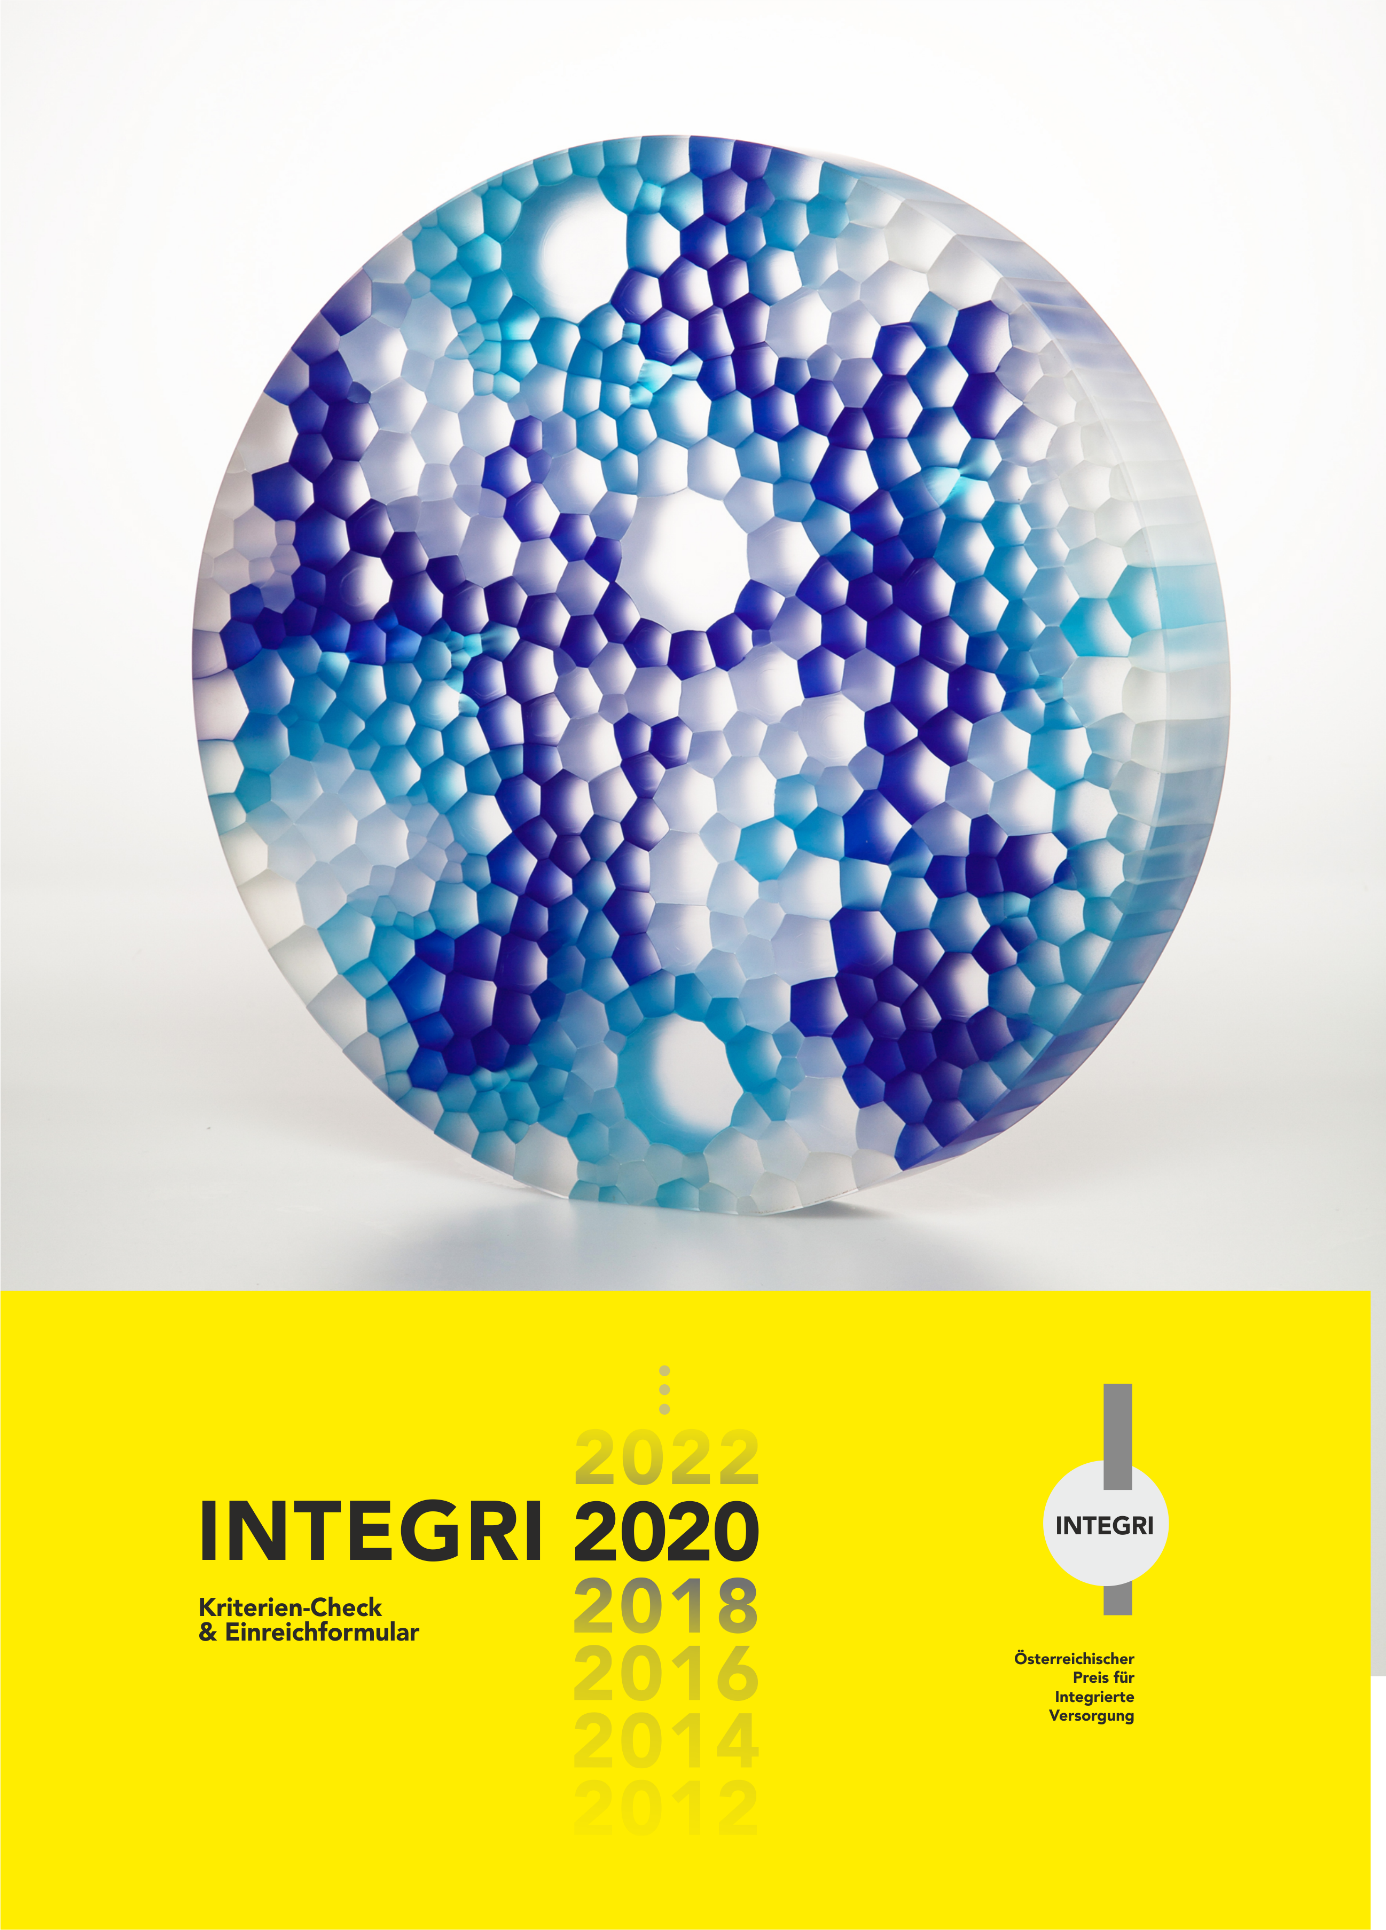 2022
INTEGRI 2020
Kriterien-Check
& Einreichformular
2018
2016
2014
2012
INTEGRI
Österreichischer
Preis für
Integrierte
Versorgung